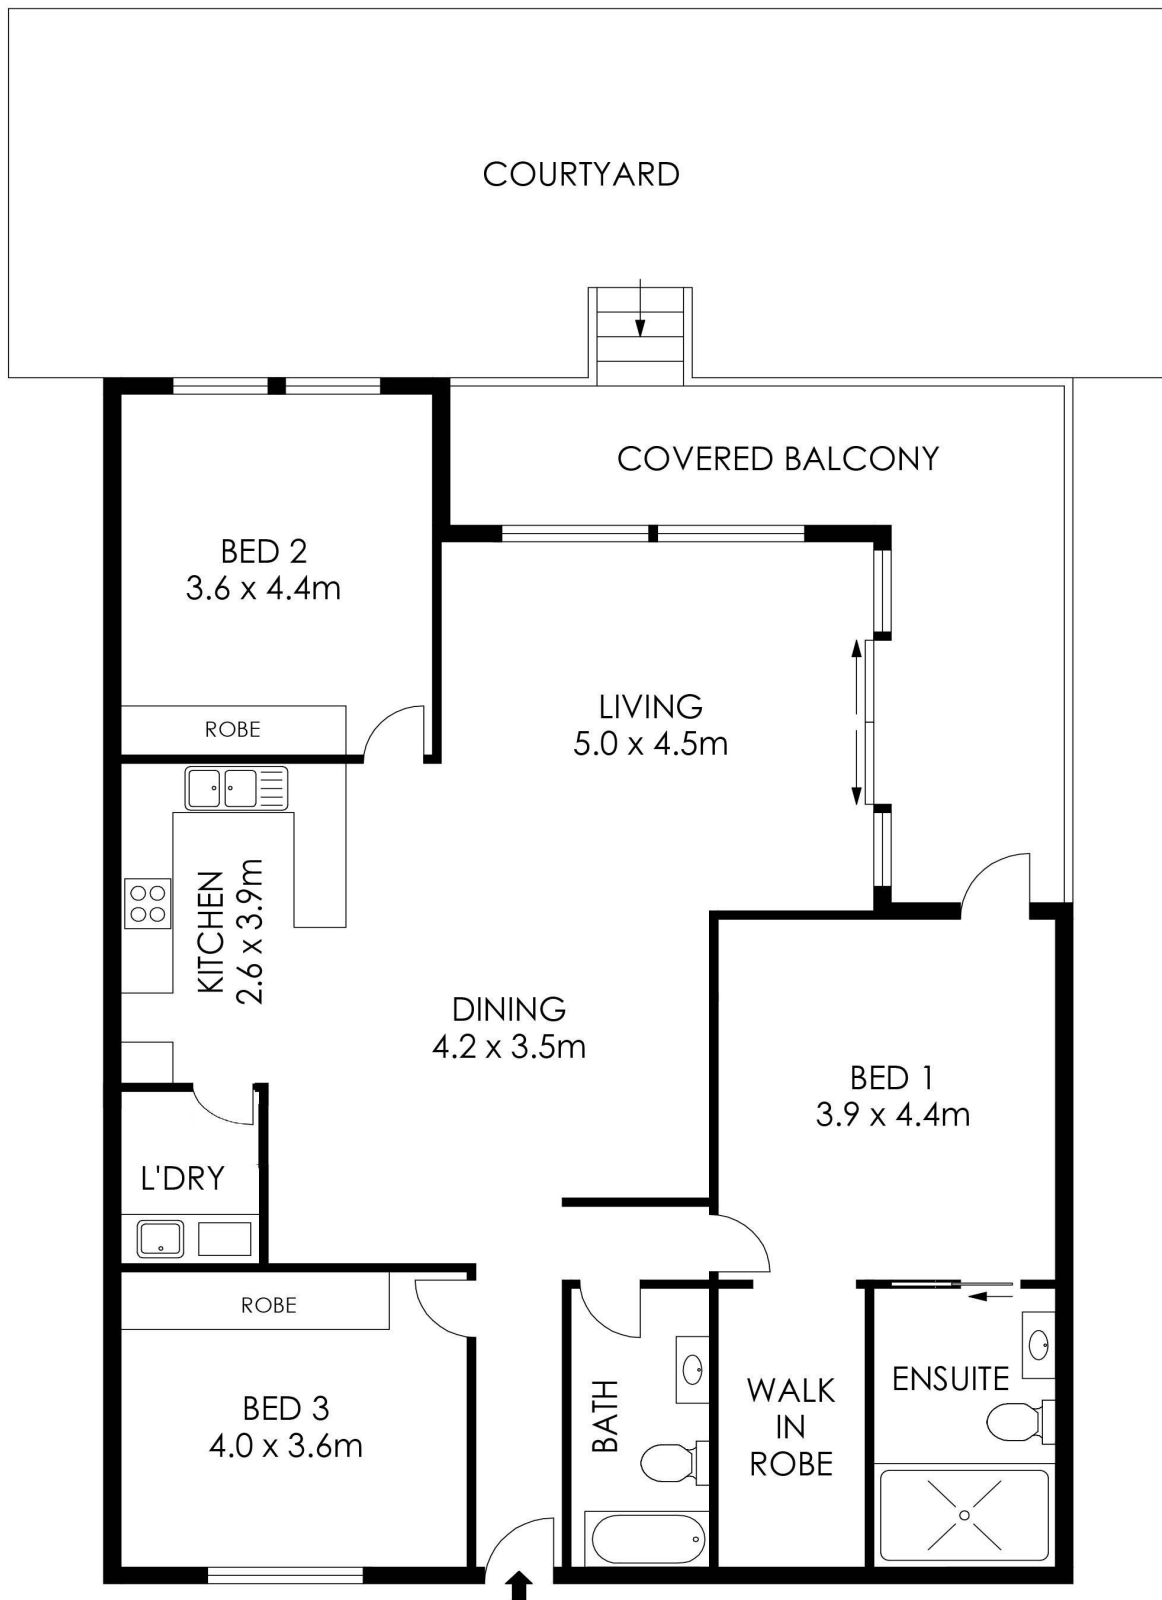 COURTYARD
COVERED BALCONY
BED 2
3.6 x 4.4m
ROBE
LIVING
5.0 x 4.5m
KITCHEN
2.6 x 3.9m
DINING
4.2 x 3.5m
BED 1
3.9 x 4.4m
L'DRY
ROBE
BED 3
4.0 x 3.6m
BATH
WALK
IN
ROBE
ENSUITE